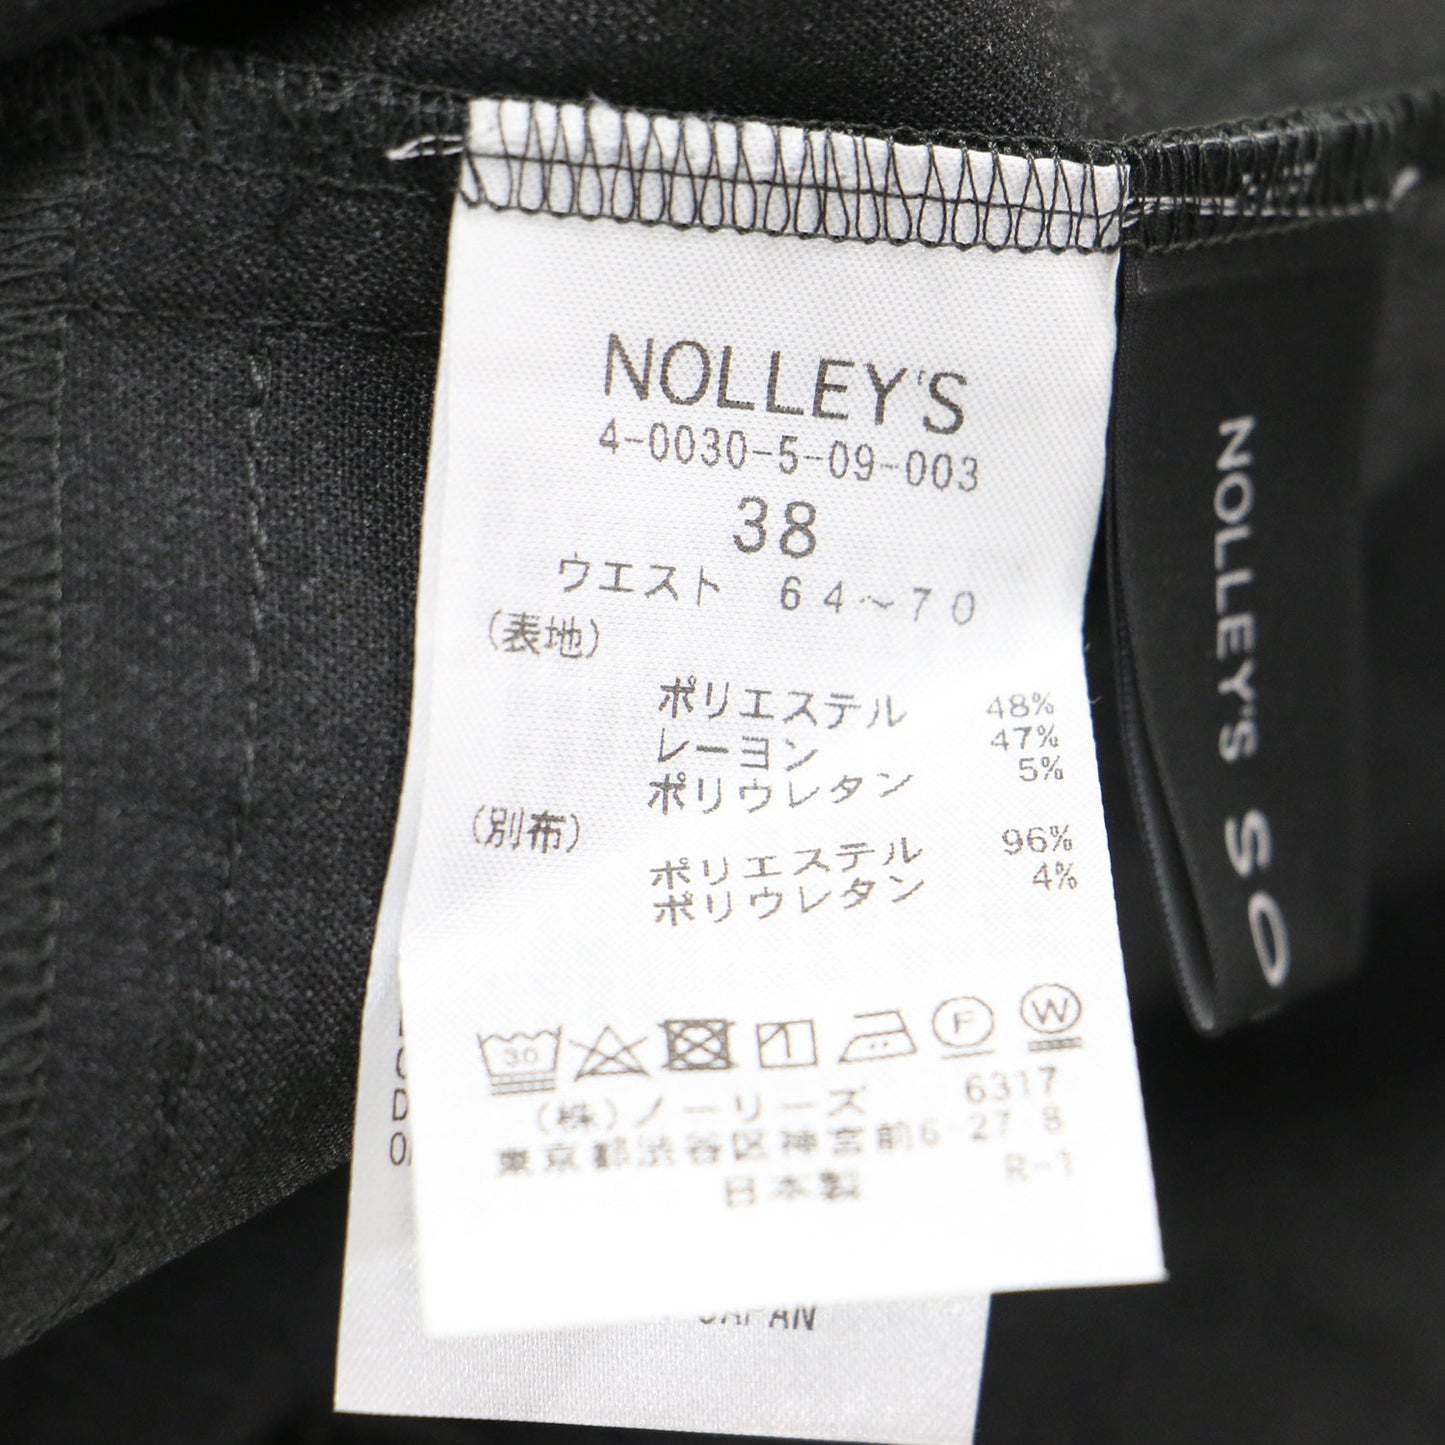 NOLLEY'S
4-0030-5-09-003
38
ウエスト 64~70
(表地)
ポリエステル 48%
レーヨン 47%
ポリウレタン 5%
(別布)
ポリエステル 96%
ポリウレタン 4%
30 F W
(株)ノーリーズ 6317
東京都渋谷区神宮前6-27-8
日本製 R-1
JAPAN
NOLLEY'S SO